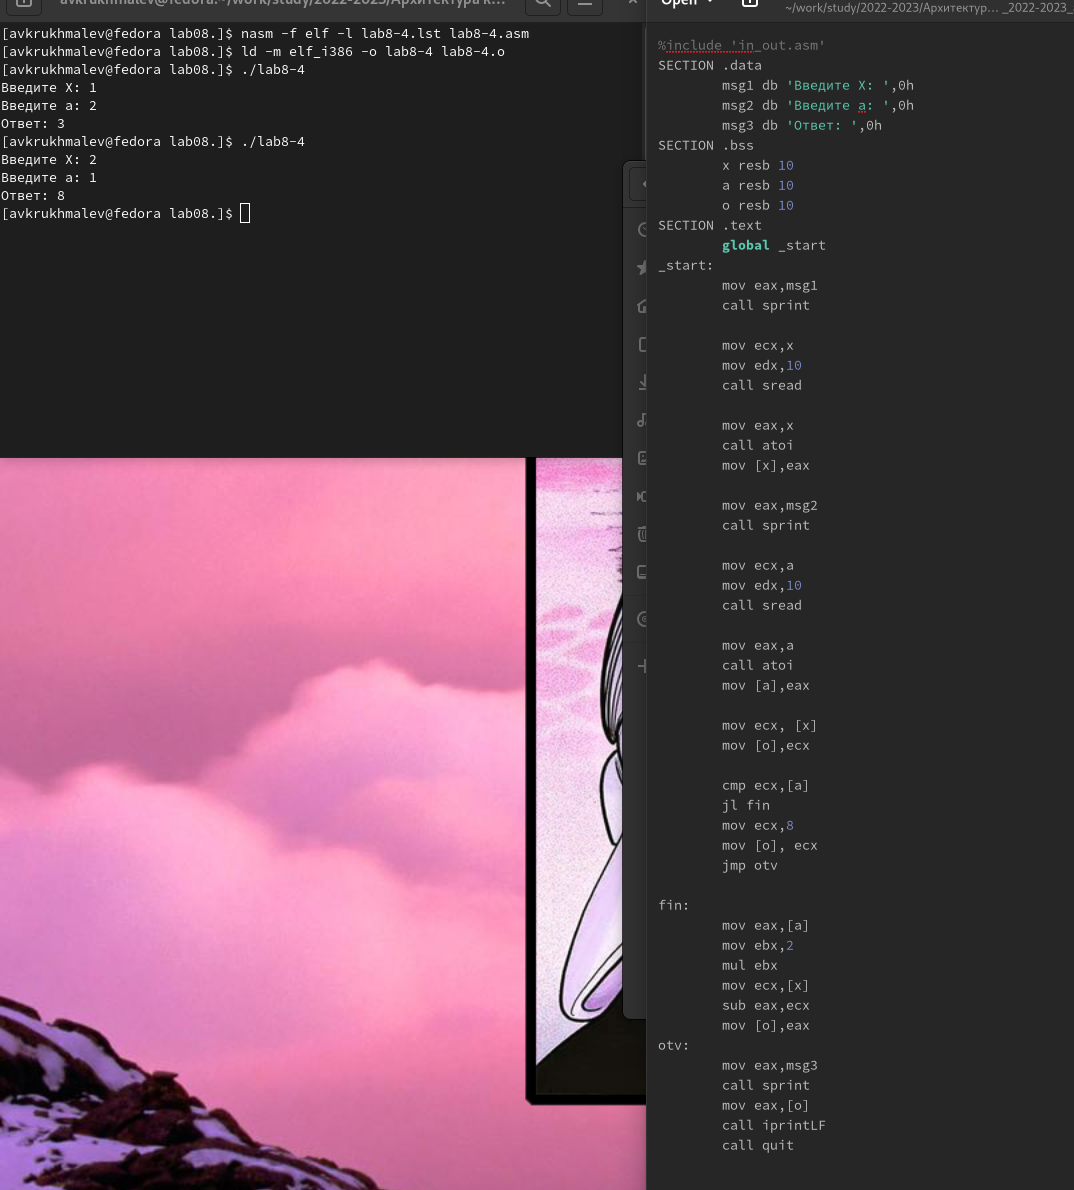 avkrukhmalev@fedora:~/work/study/2022-2023/Архитектура к…
[avkrukhmalev@fedora lab08.]$ nasm -f elf -l lab8-4.lst lab8-4.asm
[avkrukhmalev@fedora lab08.]$ ld -m elf_i386 -o lab8-4 lab8-4.o
[avkrukhmalev@fedora lab08.]$ ./lab8-4
Введите X: 1
Введите а: 2
Ответ: 3
[avkrukhmalev@fedora lab08.]$ ./lab8-4
Введите X: 2
Введите а: 1
Ответ: 8
[avkrukhmalev@fedora lab08.]$
Open
~/work/study/2022-2023/Архитектур… _2022-2023_
%include 'in_out.asm'
SECTION .data
msg1 db 'Введите X: ',0h
msg2 db 'Введите а: ',0h
msg3 db 'Ответ: ',0h
SECTION .bss
x resb 10
a resb 10
o resb 10
SECTION .text
global _start
_start:
mov eax,msg1
call sprint
mov ecx,x
mov edx,10
call sread
mov eax,x
call atoi
mov [x],eax
mov eax,msg2
call sprint
mov ecx,a
mov edx,10
call sread
mov eax,a
call atoi
mov [a],eax
mov ecx, [x]
mov [o],ecx
cmp ecx,[a]
jl fin
mov ecx,8
mov [o], ecx
jmp otv
fin:
mov eax,[a]
mov ebx,2
mul ebx
mov ecx,[x]
sub eax,ecx
mov [o],eax
otv:
mov eax,msg3
call sprint
mov eax,[o]
call iprintLF
call quit